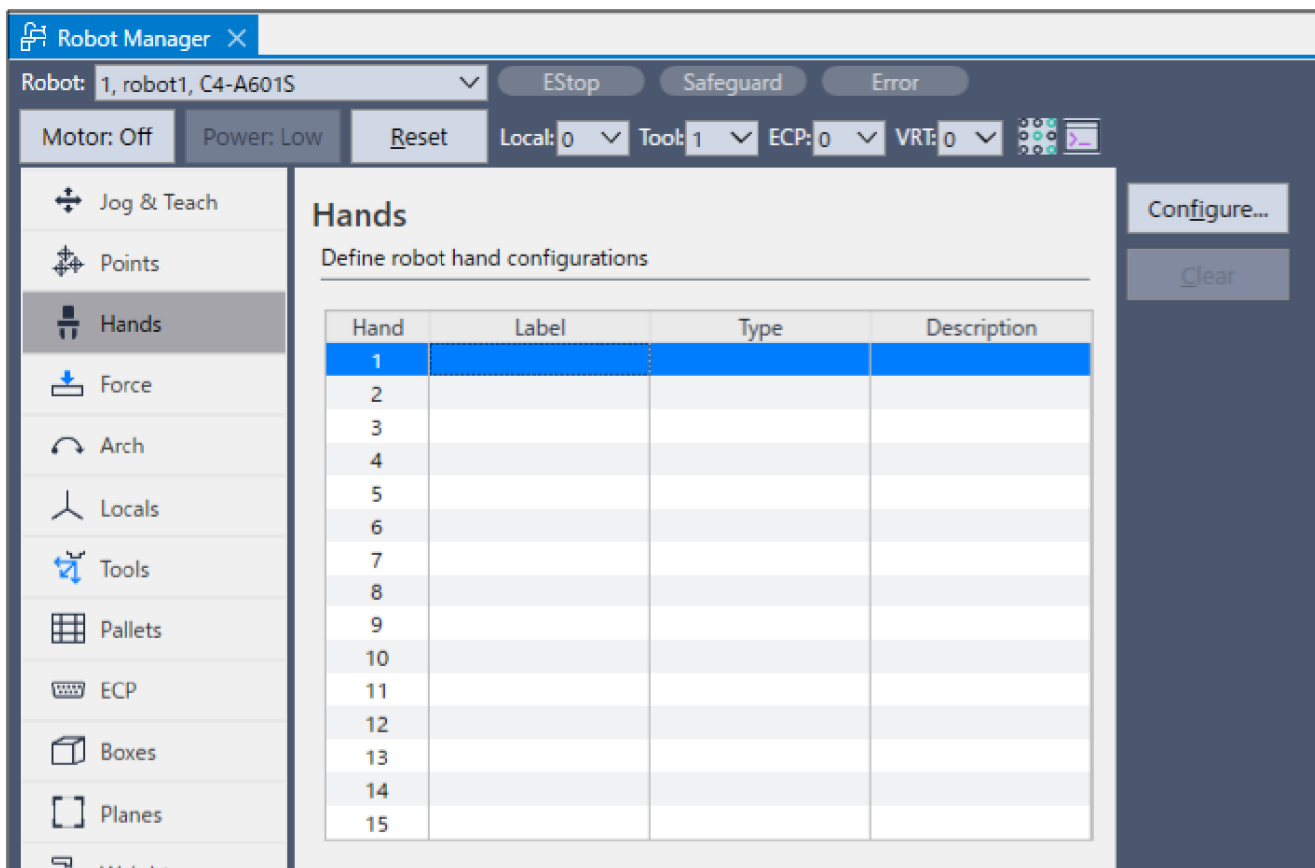 Robot Manager
Robot: 1, robot1, C4-A601S EStop Safeguard Error
Motor: Off Power: Low Reset Local: 0 Tool: 1 ECP: 0 VRT: 0
Jog & Teach
Points
Hands
Force
Arch
Locals
Tools
Pallets
ECP
Boxes
Planes
Hands
Define robot hand configurations
Hand Label Type Description
1
2
3
4
5
6
7
8
9
10
11
12
13
14
15
Configure...
Clear